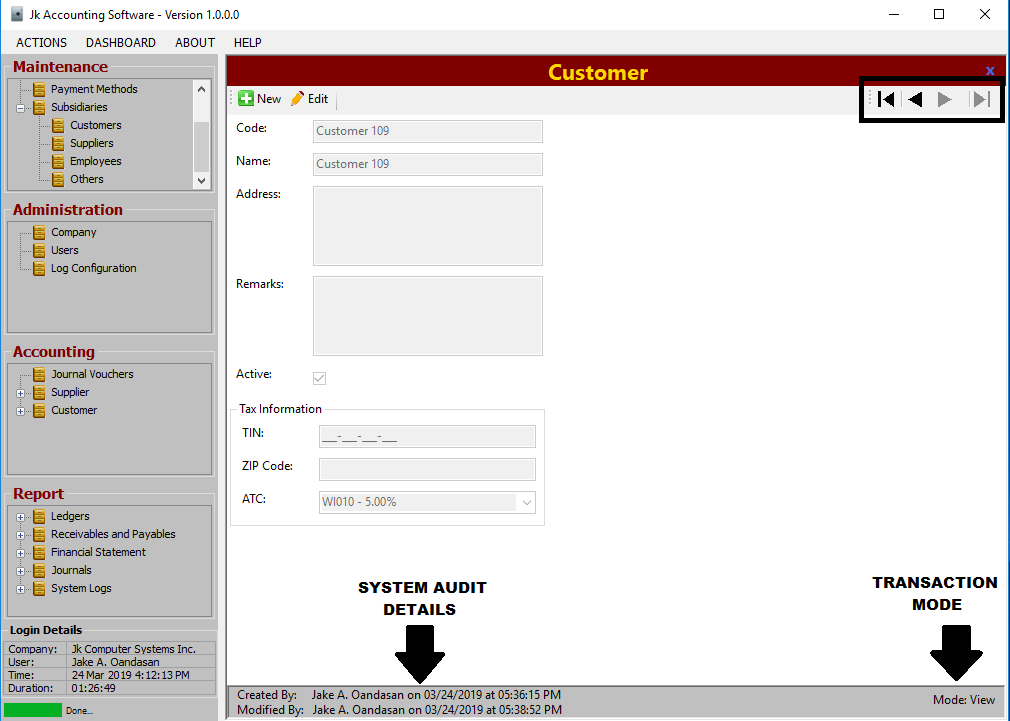 Jk Accounting Software - Version 1.0.0.0
ACTIONS DASHBOARD ABOUT HELP
Maintenance
Payment Methods
Subsidiaries
Customers
Suppliers
Employees
Others
Administration
Company
Users
Log Configuration
Accounting
Journal Vouchers
Supplier
Customer
Report
Ledgers
Receivables and Payables
Financial Statement
Journals
System Logs
Login Details
Company: Jk Computer Systems Inc.
User: Jake A. Oandasan
Time: 24 Mar 2019 4:12:13 PM
Duration: 01:26:49
Done...
Customer
x
New Edit
Code: Customer 109
Name: Customer 109
Address:
Remarks:
Active:
Tax Information
TIN: __-__-__-__
ZIP Code:
ATC: WI010 - 5.00%
SYSTEM AUDIT
DETAILS
TRANSACTION
MODE
Created By: Jake A. Oandasan on 03/24/2019 at 05:36:15 PM
Modified By: Jake A. Oandasan on 03/24/2019 at 05:38:52 PM
Mode: View